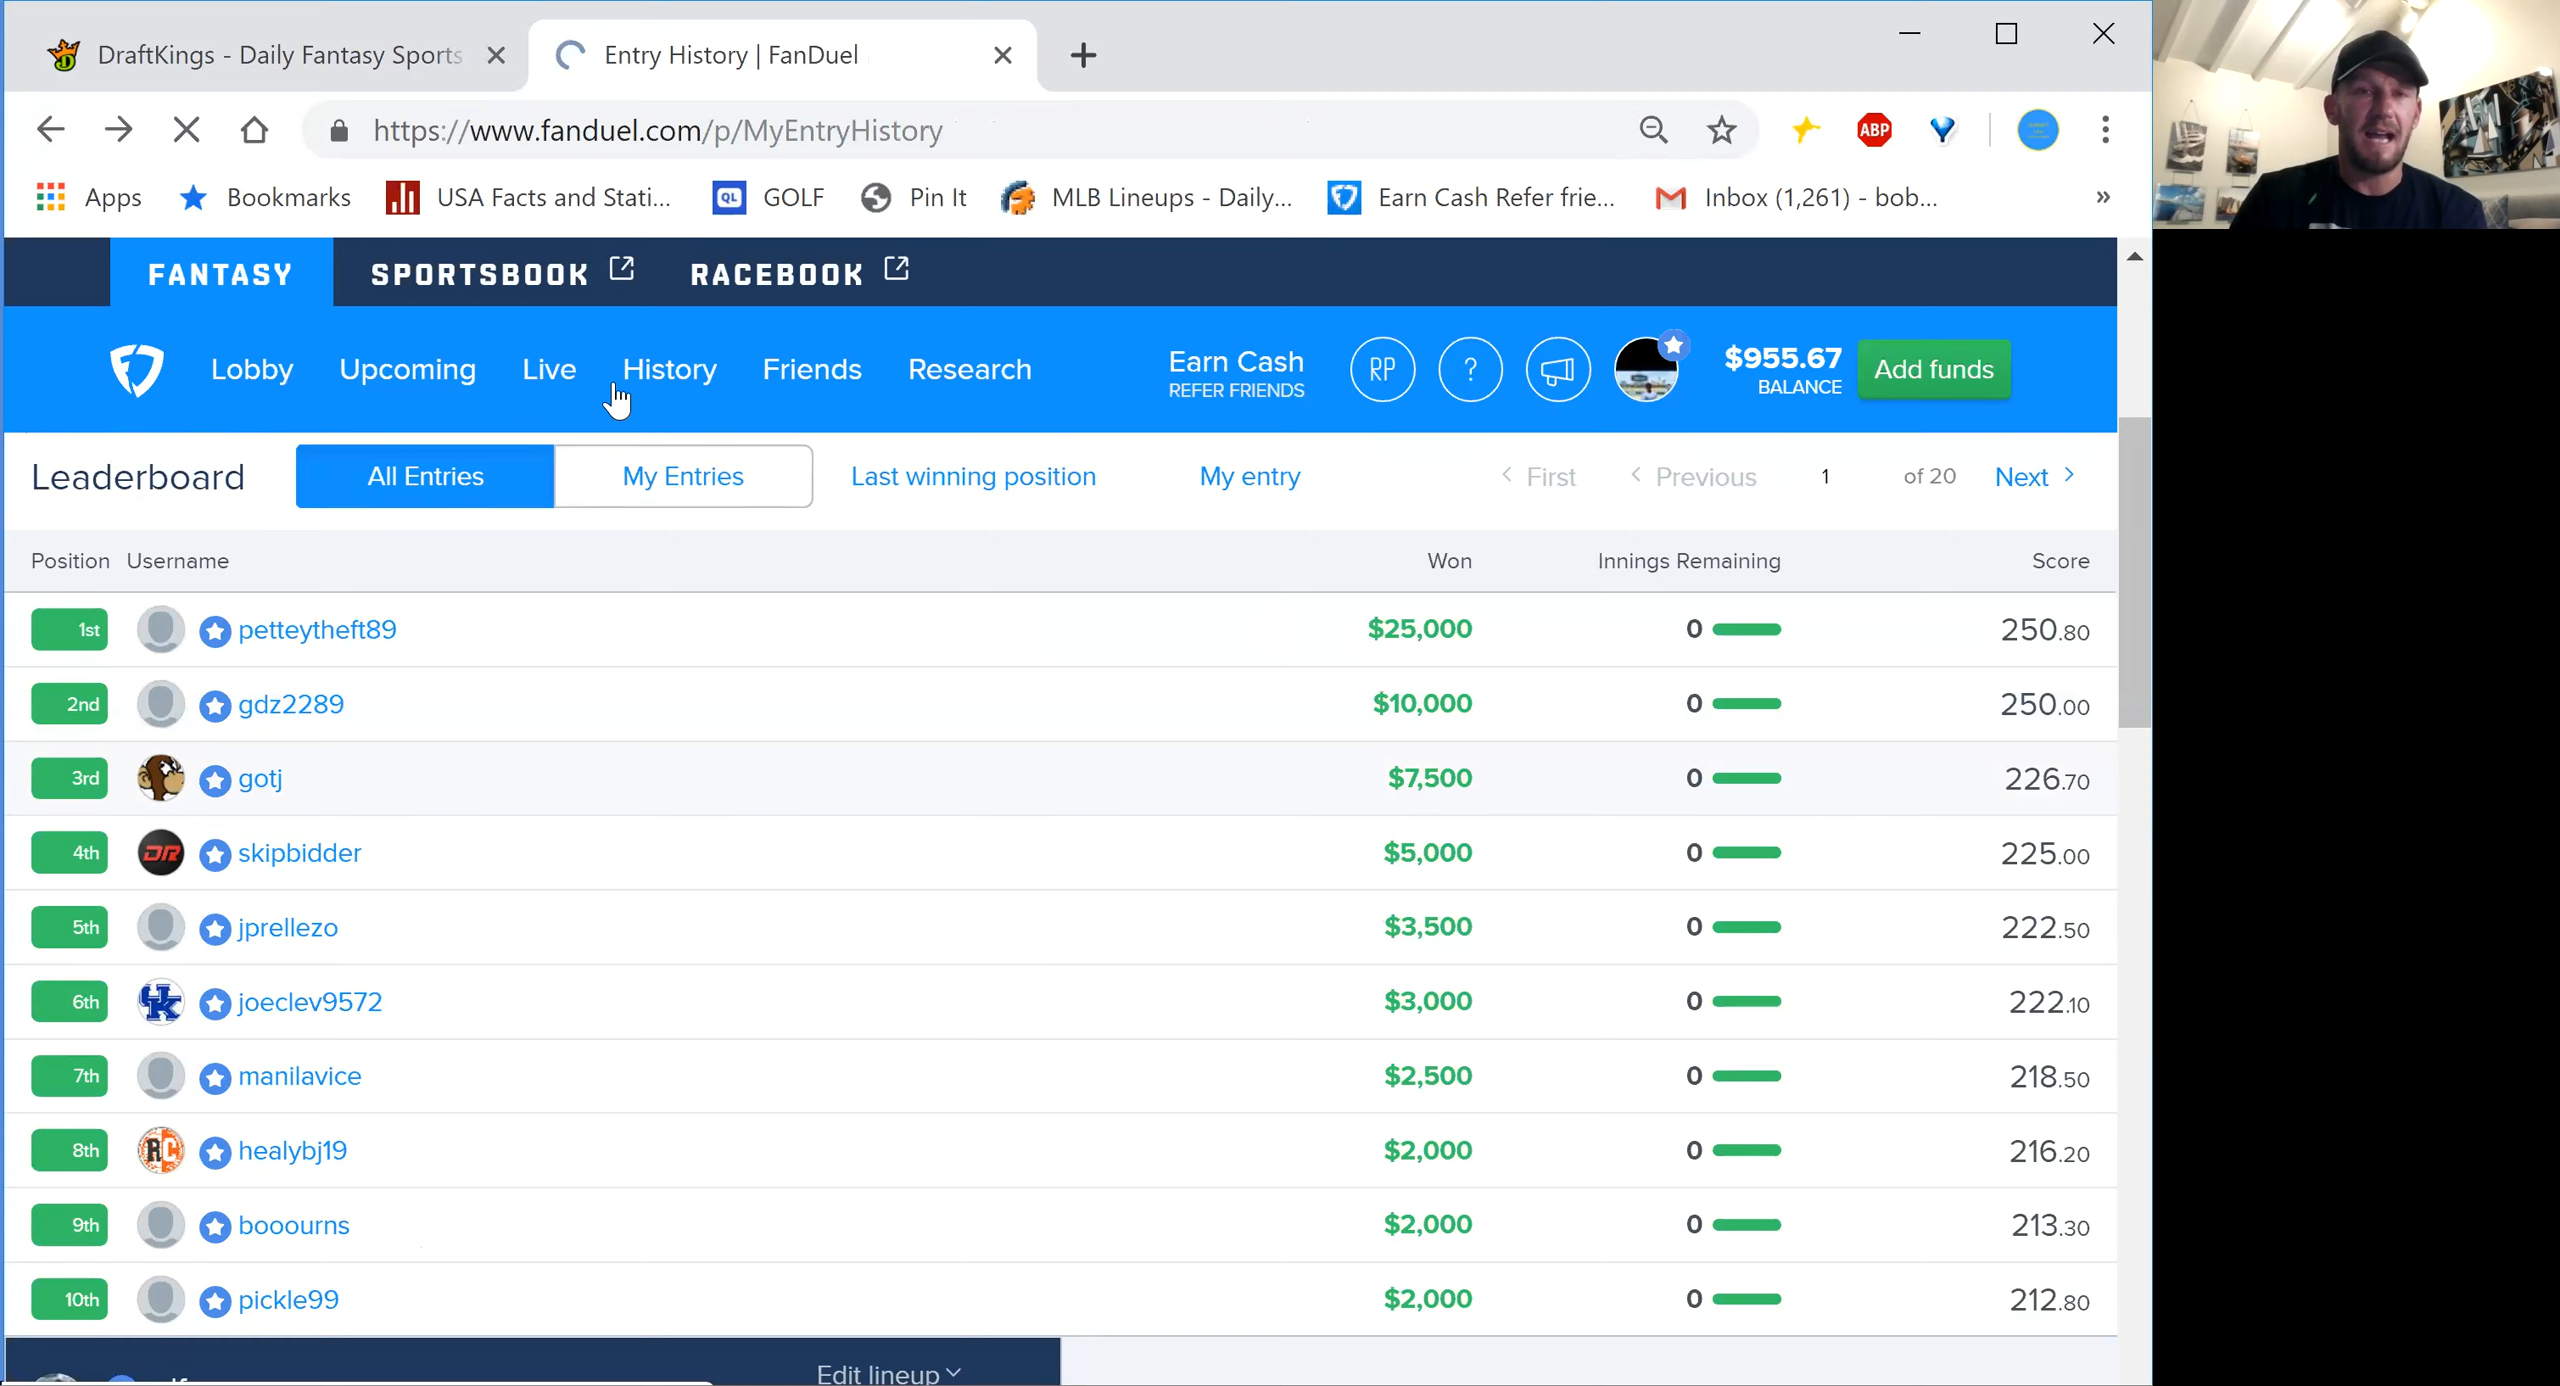 DraftKings - Daily Fantasy Sports
Entry History | FanDuel
https://www.fanduel.com/p/MyEntryHistory
ABP
Apps
Bookmarks
USA Facts and Stati...
QL
GOLF
Pin It
MLB Lineups - Daily...
Earn Cash Refer frie...
Inbox (1,261) - bob...
»
FANTASY SPORTSBOOK RACEBOOK
Lobby Upcoming Live History Friends Research
Earn Cash
REFER FRIENDS
RP
?
$955.67
BALANCE
Add funds
Leaderboard All Entries My Entries Last winning position My entry < First < Previous 1 of 20 Next >
Position Username Won Innings Remaining Score
1st petteytheft89 $25,000 0 250.80
2nd gdz2289 $10,000 0 250.00
3rd gotj $7,500 0 226.70
4th DR skipbidder $5,000 0 225.00
5th jprellezo $3,500 0 222.50
6th UK joeclev9572 $3,000 0 222.10
7th manilavice $2,500 0 218.50
8th RC healybj19 $2,000 0 216.20
9th booourns $2,000 0 213.30
10th pickle99 $2,000 0 212.80
Edit lineup